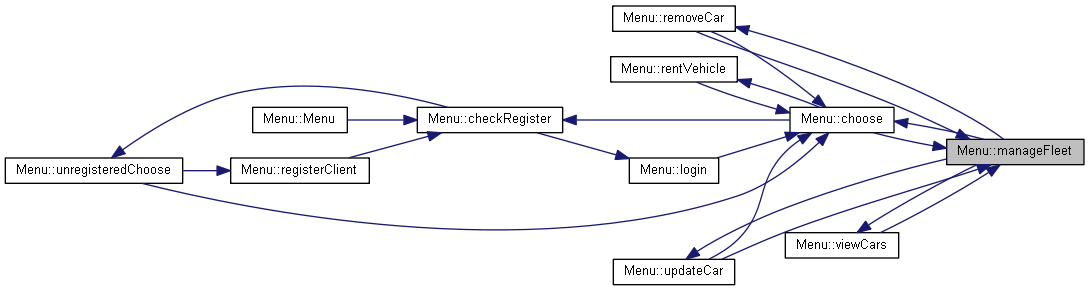 Menu::removeCar
Menu::rentVehicle
Menu::Menu
Menu::checkRegister
Menu::choose
Menu::manageFleet
Menu::unregisteredChoose
Menu::registerClient
Menu::login
Menu::viewCars
Menu::updateCar